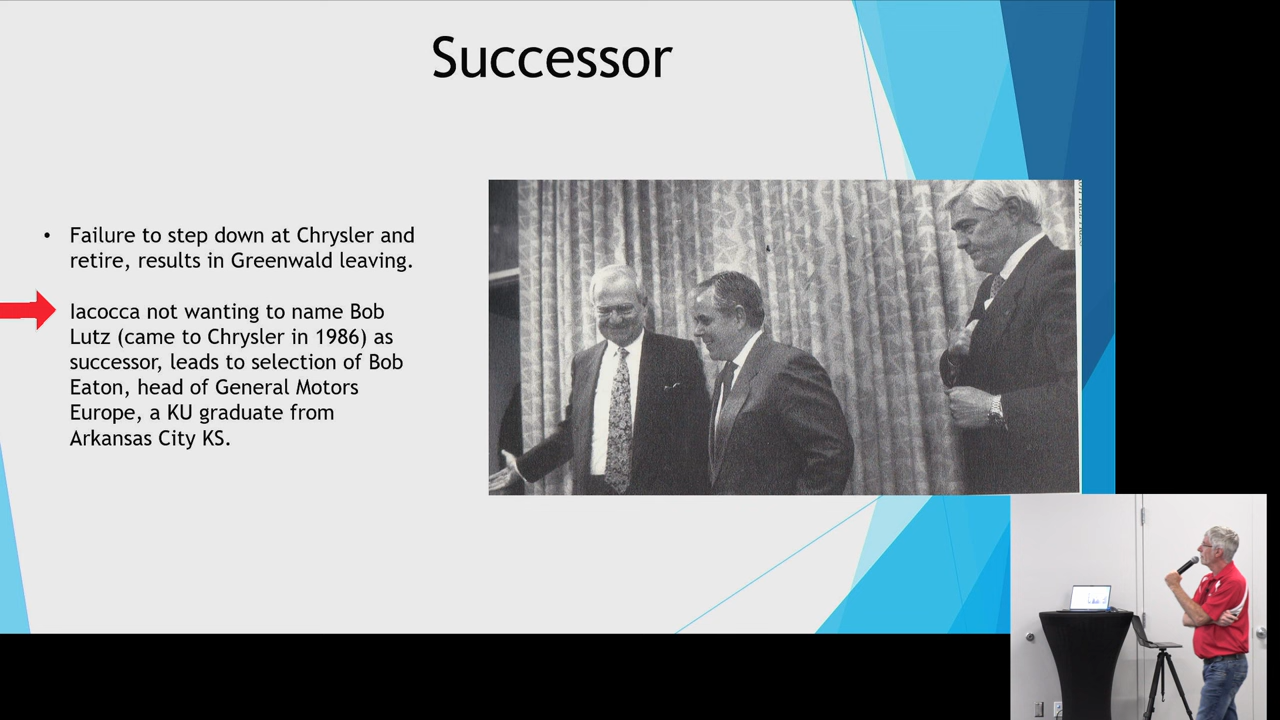 Successor
• Failure to step down at Chrysler and
retire, results in Greenwald leaving.
Iacocca not wanting to name Bob
Lutz (came to Chrysler in 1986) as
successor, leads to selection of Bob
Eaton, head of General Motors
Europe, a KU graduate from
Arkansas City KS.